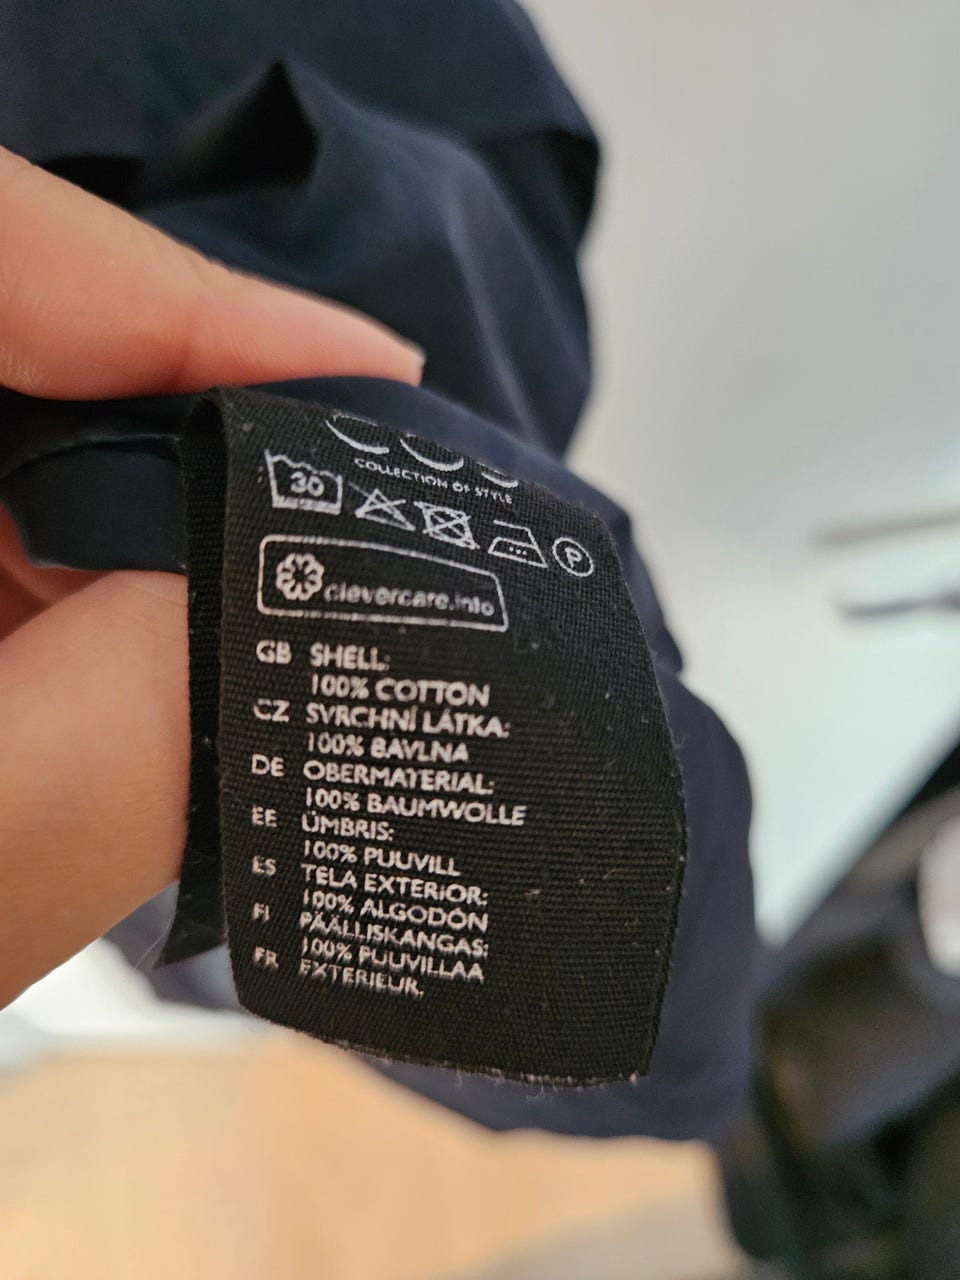 COLLECTION OF STYLE
30
P
clevercare.info
GB SHELL:
100% COTTON
CZ SVRCHNÍ LÁTKA:
100% BAVLNA
DE OBERMATERIAL:
100% BAUMWOLLE
EE ÜMBRIS:
100% PUUVILL
ES TELA EXTERIOR:
100% ALGODÓN
FI PÄÄLLISKANGAS:
100% PUUVILLAA
FR EXTERIEUR.